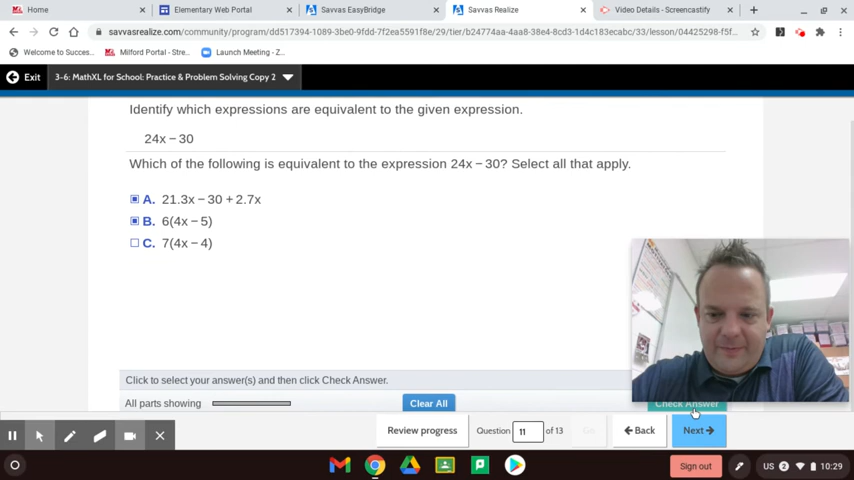 Home
Elementary Web Portal
Savvas EasyBridge
Savvas Realize
Video Details - Screencastify
savvasrealize.com/community/program/dd517394-1089-3be0-9fdd-7f2ea5591f8e/29/tier/b24774aa-aa88-38e4-8cd3-1d4c183ecabc/33/lesson/04425298-f5f...
Welcome to Succes...
Milford Portal - Stre...
Launch Meeting - Z...
Exit
3-6: MathXL for School: Practice & Problem Solving Copy 2
Identify which expressions are equivalent to the given expression.
24x − 30
Which of the following is equivalent to the expression 24x − 30? Select all that apply.
A. 21.3x − 30 + 2.7x
B. 6(4x − 5)
C. 7(4x − 4)
Click to select your answer(s) and then click Check Answer.
All parts showing
Clear All
Check Answer
Review progress
Question 11 of 13
Back
Next
Sign out
US 2 10:29